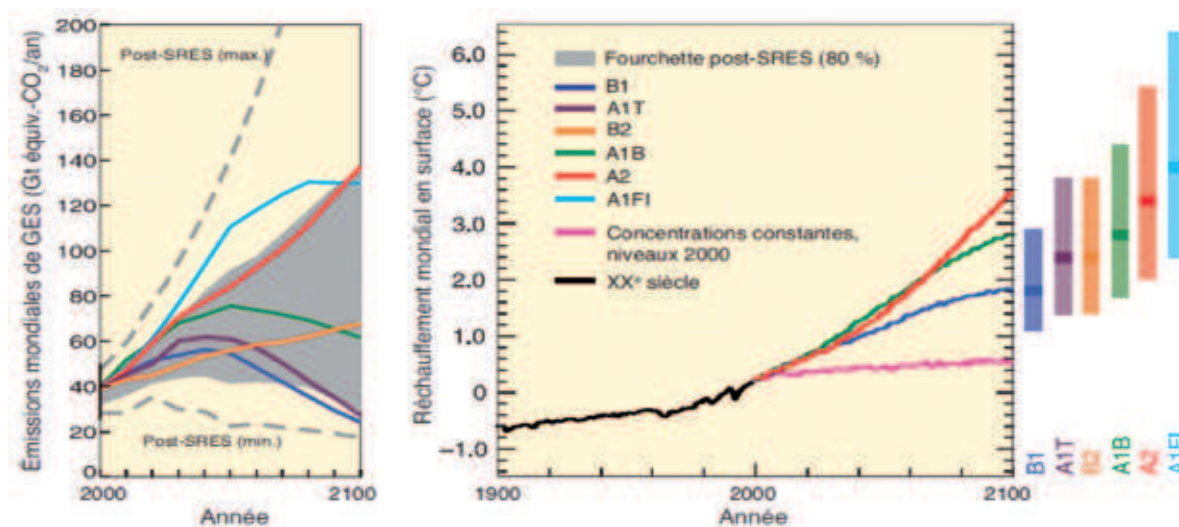 Émissions mondiales de GES (Gt équiv.-CO2/an)
200
180
160
140
120
100
80
60
40
20
0
Post-SRES (max.)
Post-SRES (min.)
2000
2100
Année
Réchauffement mondial en surface (°C)
6.0
5.0
4.0
3.0
2.0
1.0
0
–1.0
Fourchette post-SRES (80 %)
B1
A1T
B2
A1B
A2
A1FI
Concentrations constantes,
niveaux 2000
XXe siècle
1900
2000
2100
Année
B1
A1T
B2
A1B
A2
A1FI